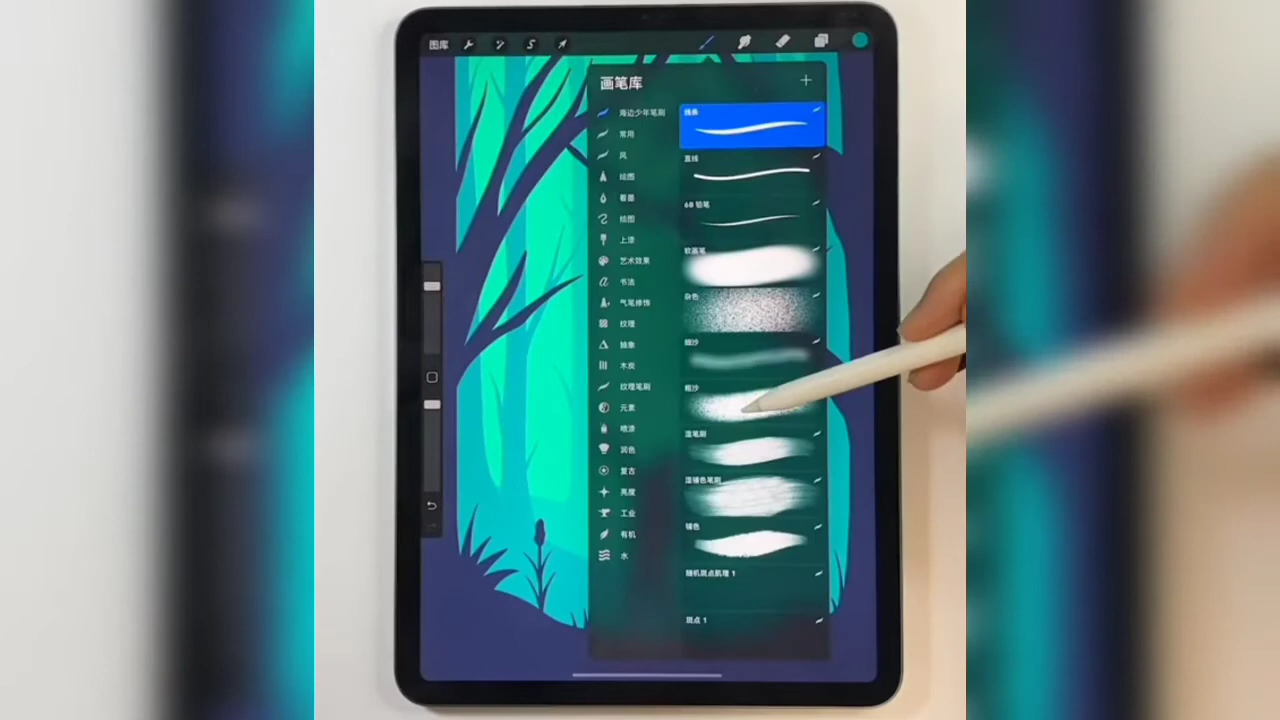 图库
画笔库
海边少年笔刷
常用
风
绘图
着墨
绘图
上漆
艺术效果
书法
气笔修饰
纹理
抽象
木炭
纹理笔刷
元素
喷漆
润色
复古
亮度
工业
有机
水
线条
直线
6B 铅笔
软画笔
杂色
细沙
粗沙
湿笔刷
湿铺色笔刷
铺色
随机斑点肌理 1
斑点 1